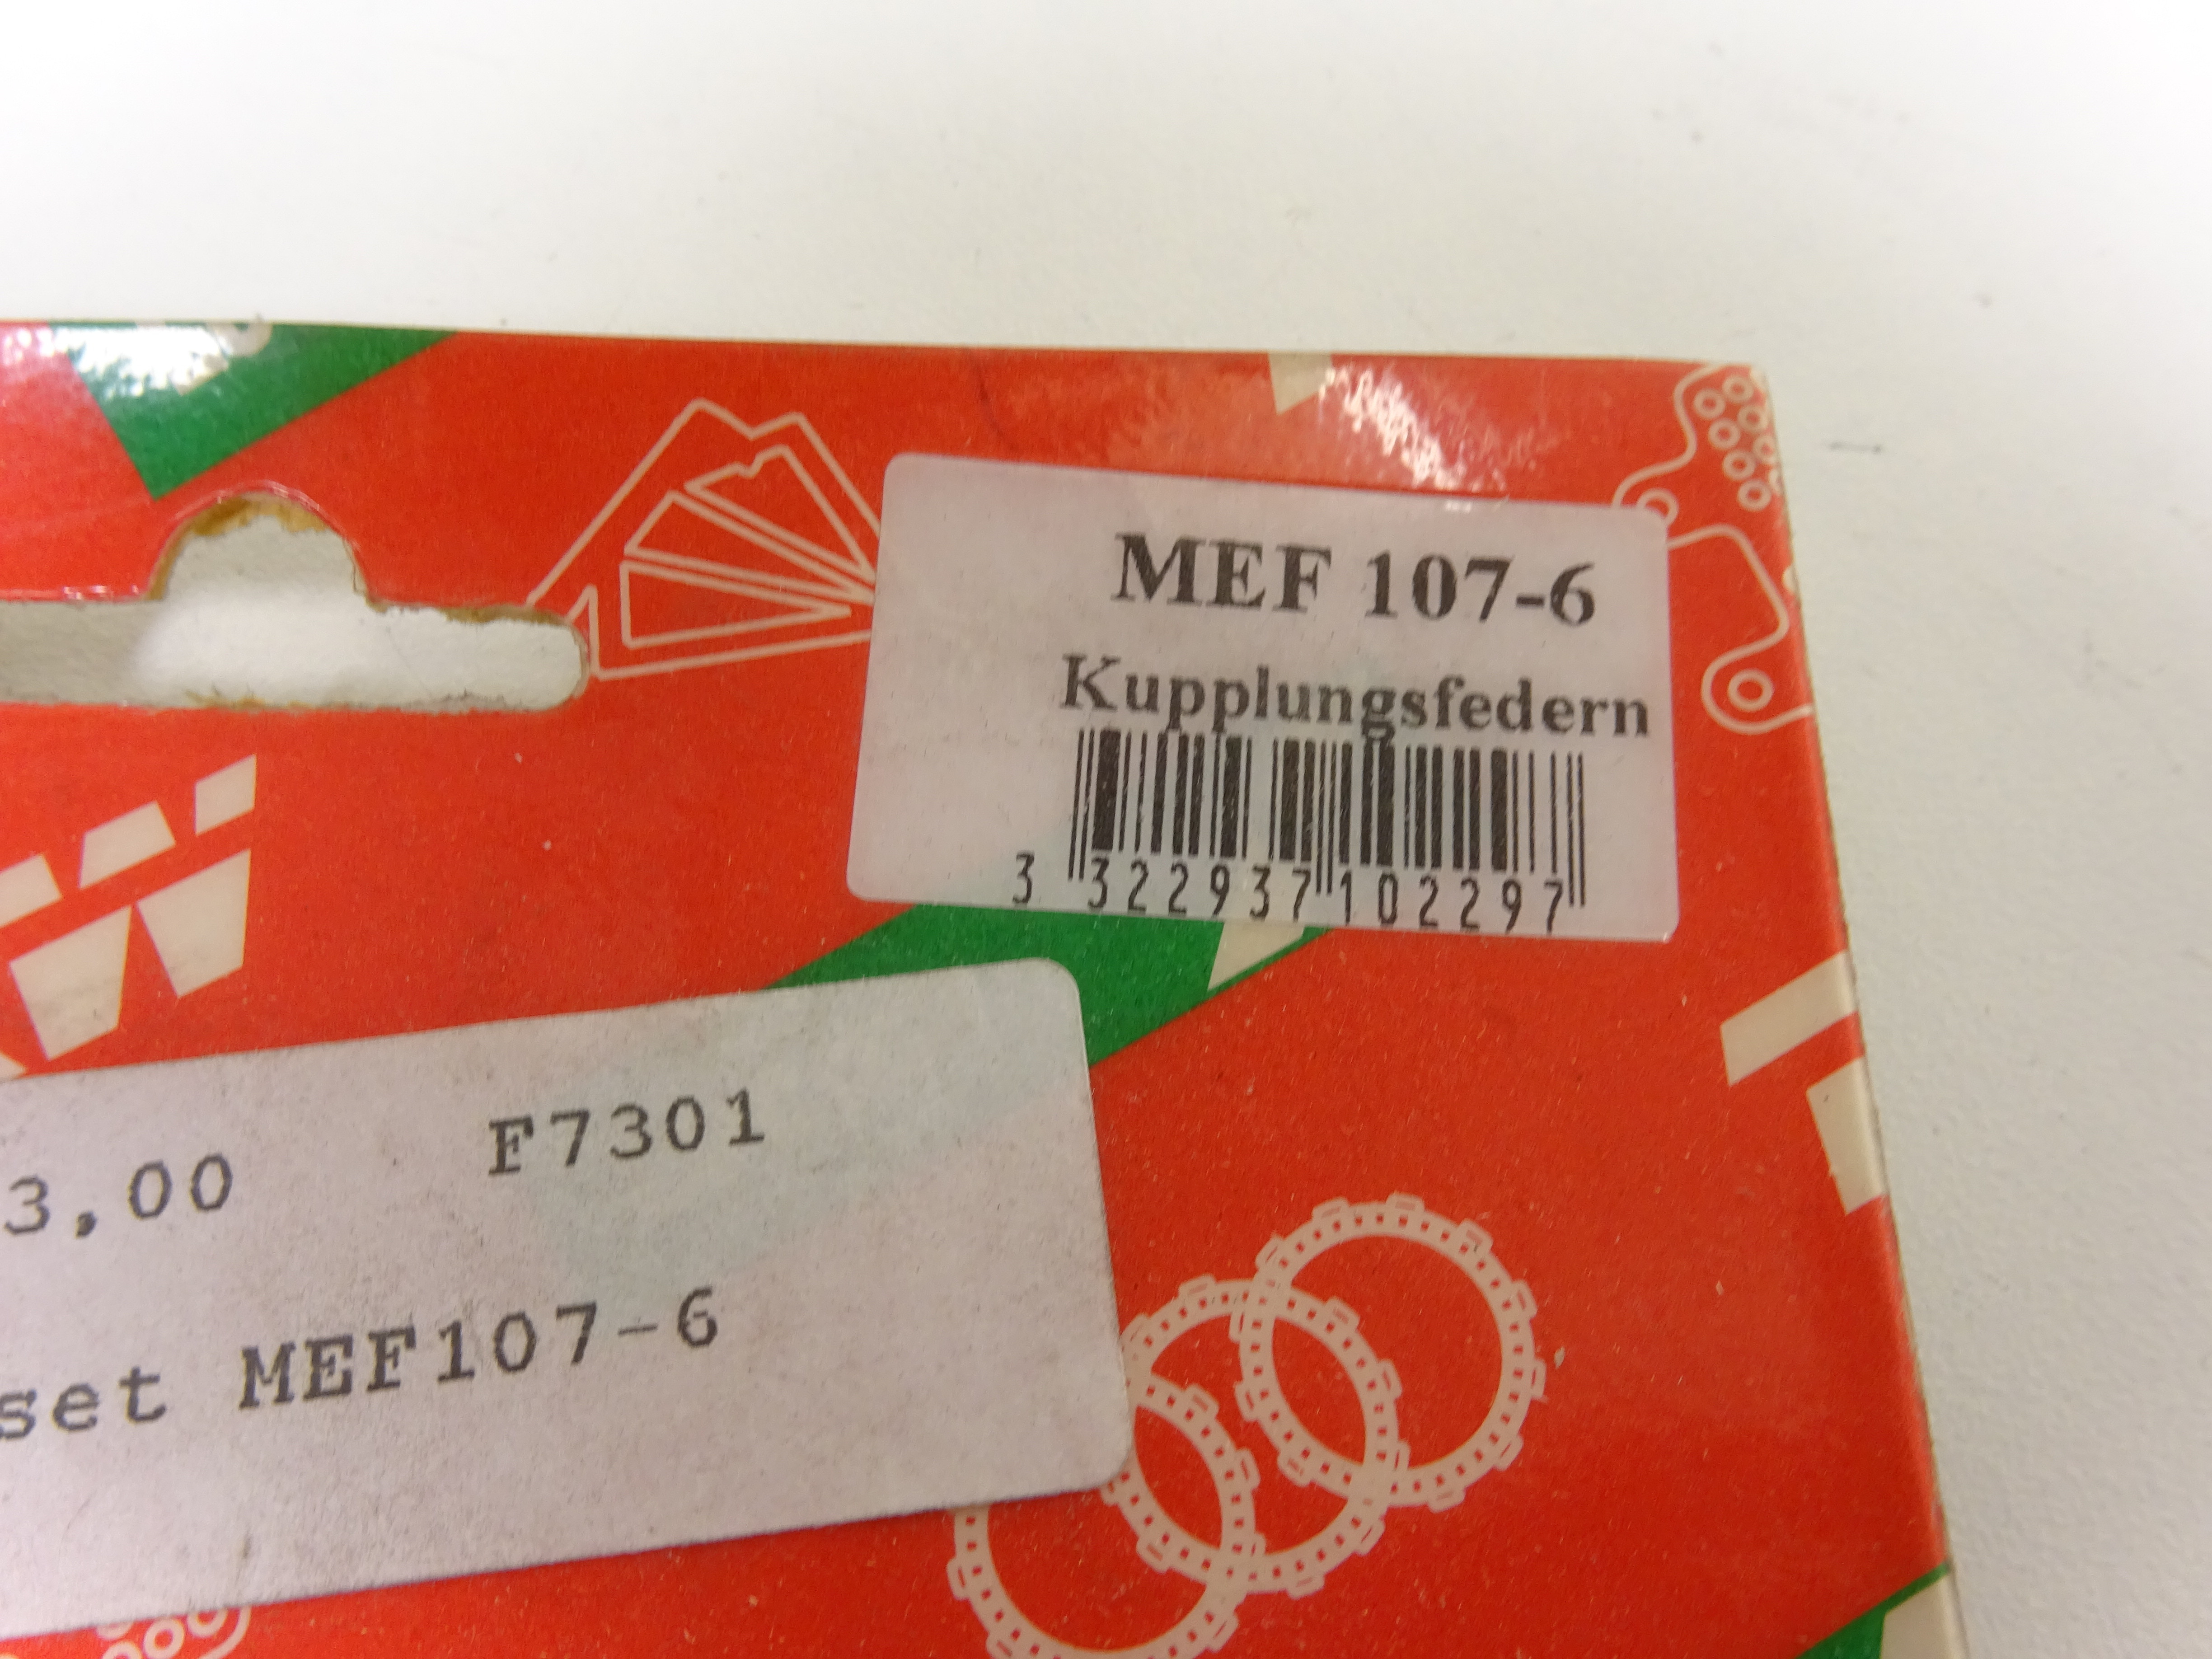 MEF 107-6
Kupplungsfedern
3 322937 102297
3,00 F7301
set MEF107-6